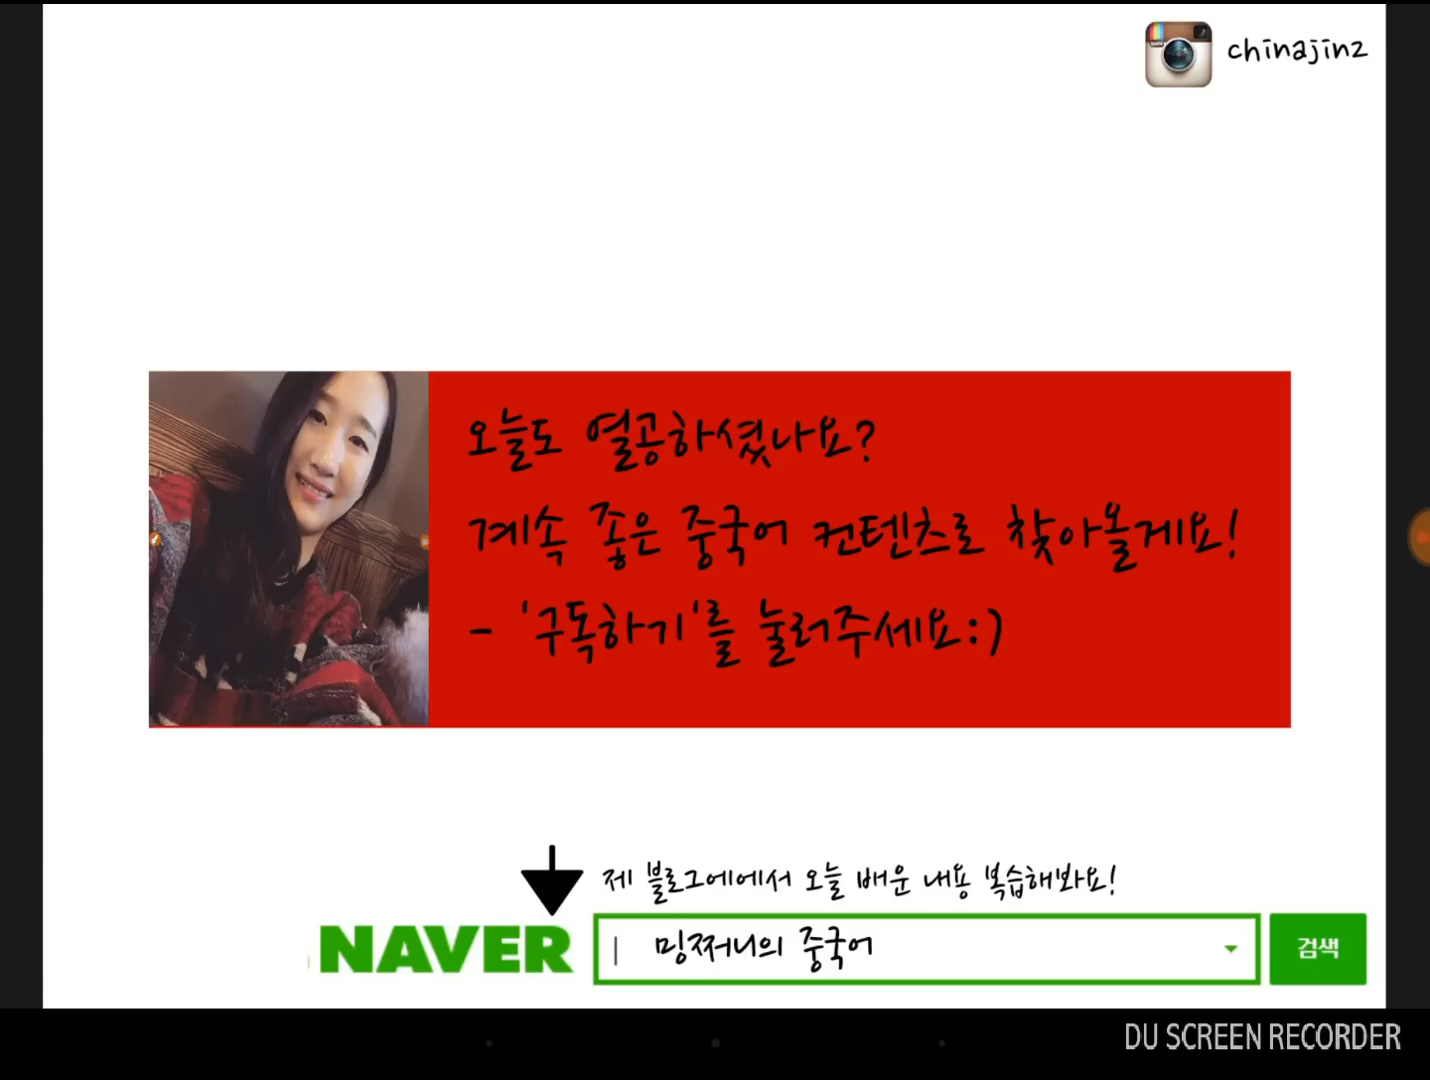 chinajinz
오늘도 열공하셨나요?
계속 좋은 중국어 컨텐츠로 찾아올게요!
- '구독하기'를 눌러주세요:)
제 블로그에에서 오늘 배운 내용 복습해봐요!
NAVER
밍쩌니의 중국어
검색
DU SCREEN RECORDER